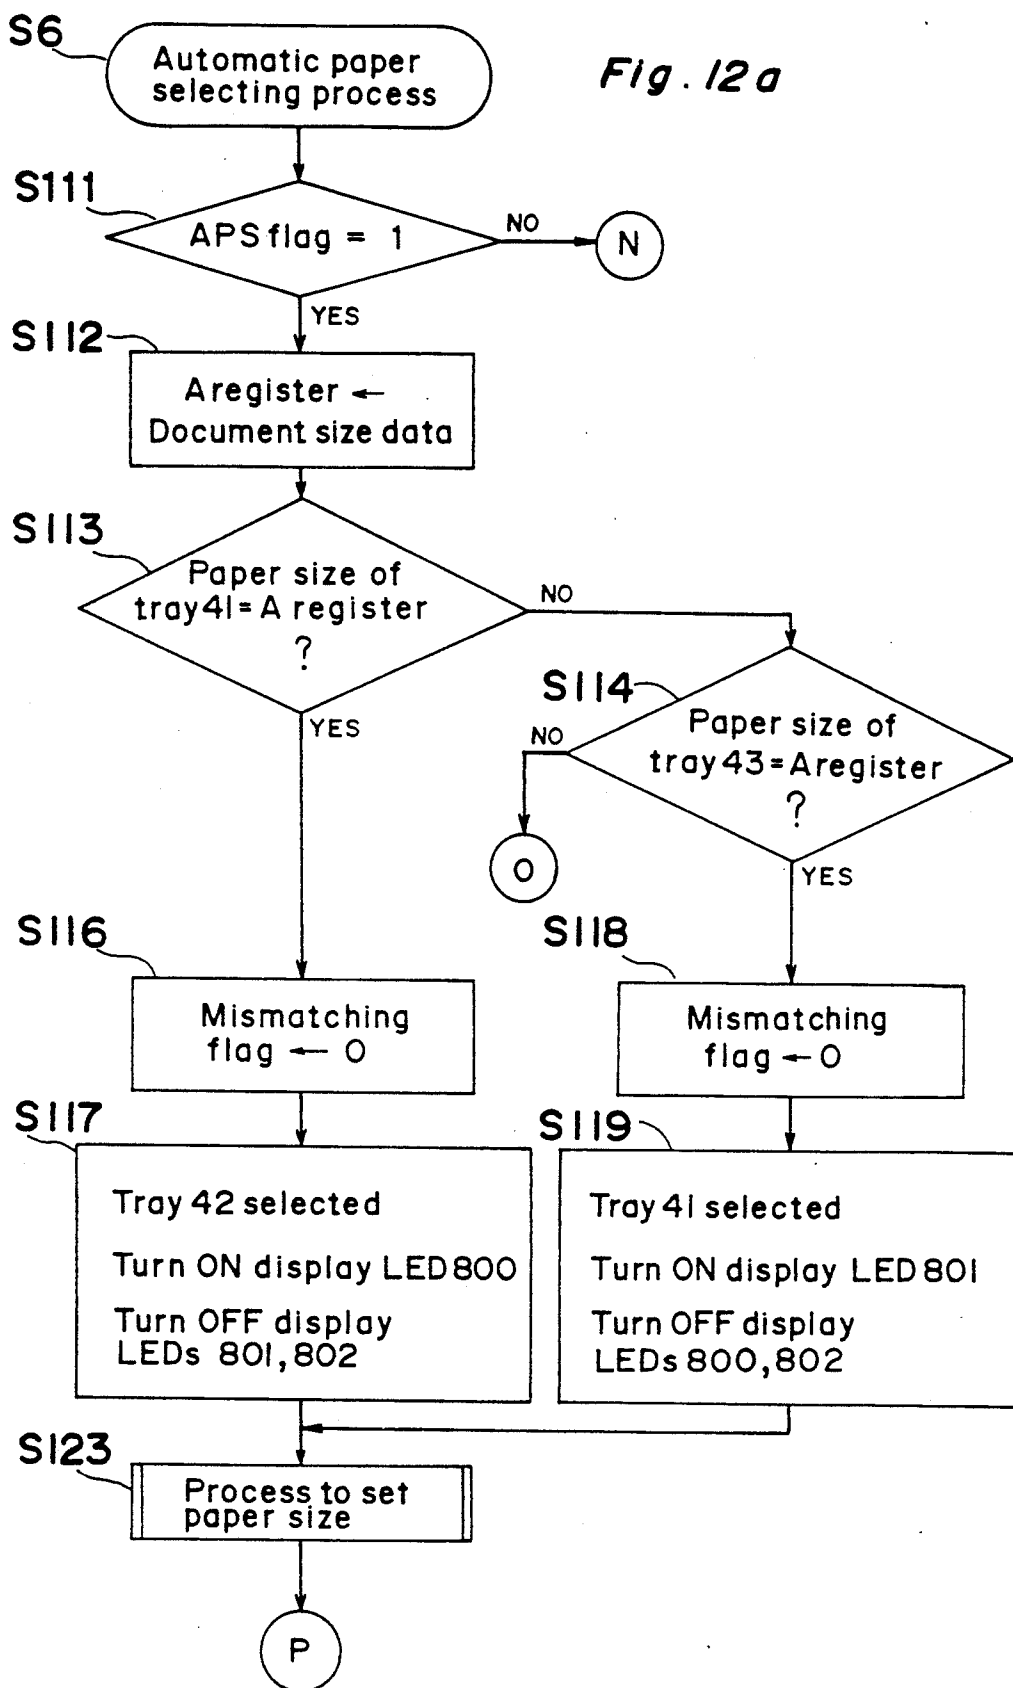 S6
Automatic paper
selecting process
Fig. 12a
S111
APS flag = 1
NO
N
YES
S112
A register ←
Document size data
S113
Paper size of
tray 41 = A register
?
NO
YES
S114
Paper size of
tray 43 = A register
?
NO
O
YES
S116
Mismatching
flag ← 0
S118
Mismatching
flag ← 0
S117
Tray 42 selected
Turn ON display LED 800
Turn OFF display
LEDs 801, 802
S119
Tray 41 selected
Turn ON display LED 801
Turn OFF display
LEDs 800, 802
S123
Process to set
paper size
P